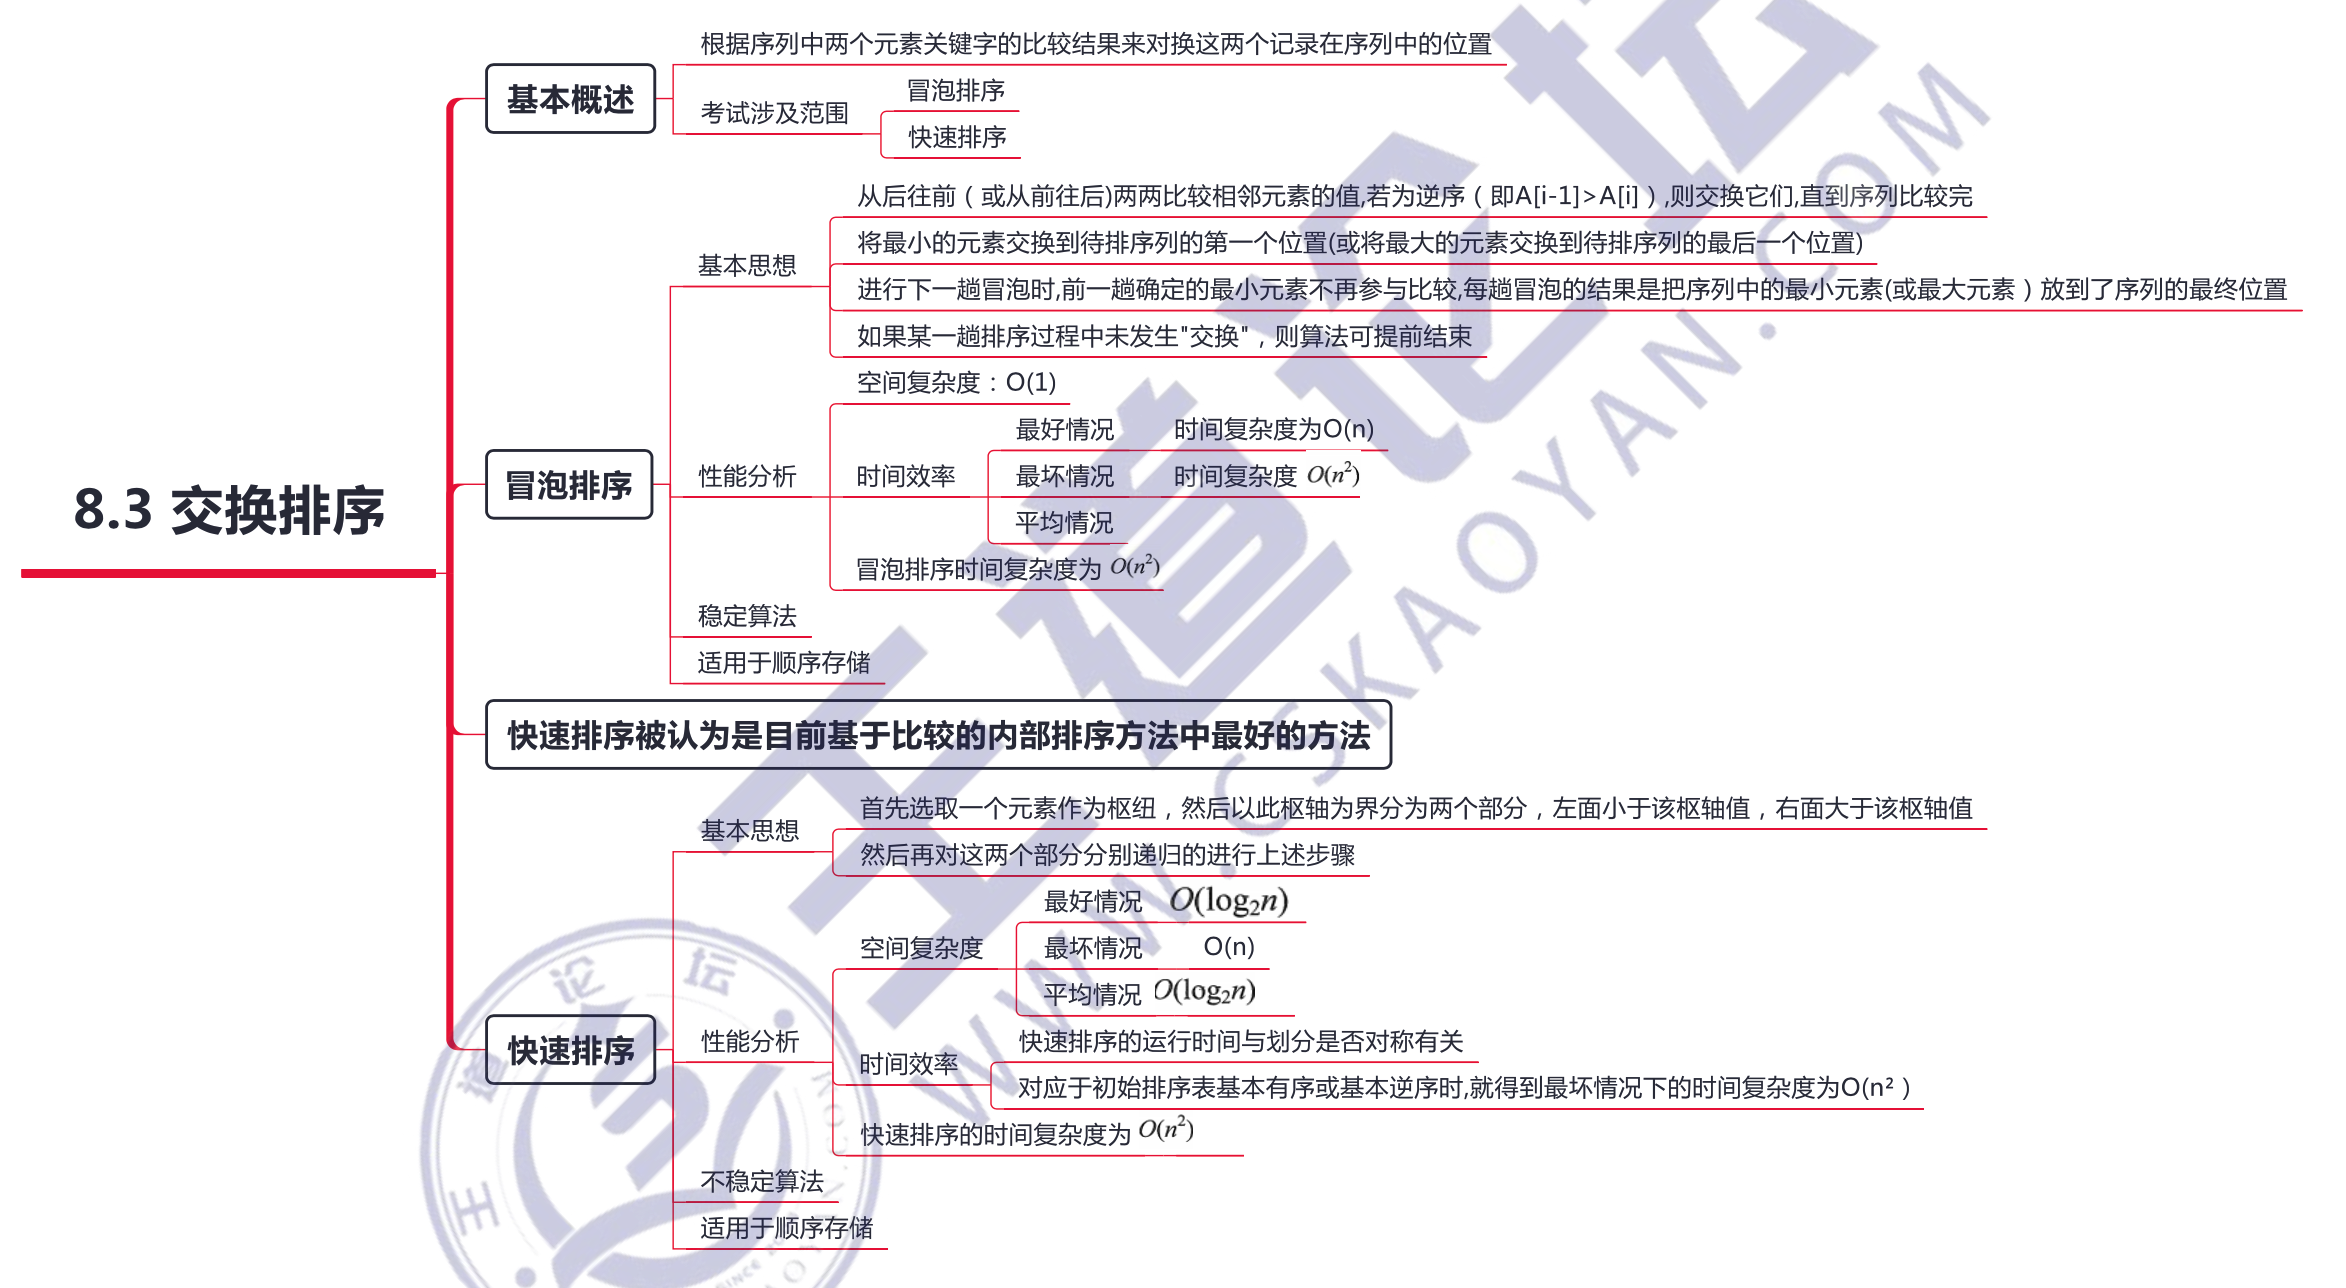 8.3 交换排序
基本概述
根据序列中两个元素关键字的比较结果来对换这两个记录在序列中的位置
考试涉及范围
冒泡排序
快速排序
冒泡排序
基本思想
从后往前（或从前往后)两两比较相邻元素的值,若为逆序（即A[i-1]>A[i]）,则交换它们,直到序列比较完
将最小的元素交换到待排序列的第一个位置(或将最大的元素交换到待排序列的最后一个位置)
进行下一趟冒泡时,前一趟确定的最小元素不再参与比较,每趟冒泡的结果是把序列中的最小元素(或最大元素）放到了序列的最终位置
如果某一趟排序过程中未发生"交换"，则算法可提前结束
性能分析
空间复杂度：O(1)
时间效率
最好情况 时间复杂度为O(n)
最坏情况 时间复杂度 O(n²)
平均情况
冒泡排序时间复杂度为 O(n²)
稳定算法
适用于顺序存储
快速排序被认为是目前基于比较的内部排序方法中最好的方法
快速排序
基本思想
首先选取一个元素作为枢纽，然后以此枢轴为界分为两个部分，左面小于该枢轴值，右面大于该枢轴值
然后再对这两个部分分别递归的进行上述步骤
性能分析
空间复杂度
最好情况 O(log₂n)
最坏情况 O(n)
平均情况 O(log₂n)
时间效率
快速排序的运行时间与划分是否对称有关
对应于初始排序表基本有序或基本逆序时,就得到最坏情况下的时间复杂度为O(n²）
快速排序的时间复杂度为 O(n²)
不稳定算法
适用于顺序存储
王道论坛
WWW.CSKAOYAN.COM
王道论坛